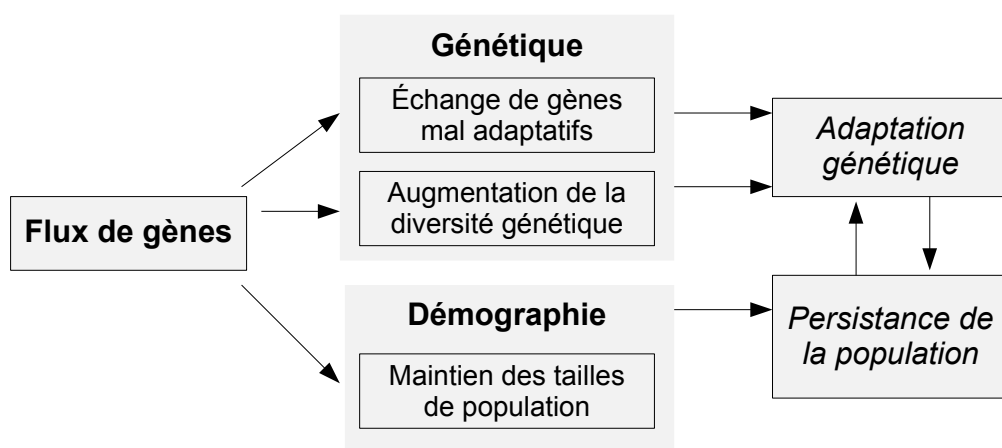 Génétique
Échange de gènes
mal adaptatifs
Augmentation de la
diversité génétique
Flux de gènes
Démographie
Maintien des tailles
de population
Adaptation
génétique
Persistance de
la population